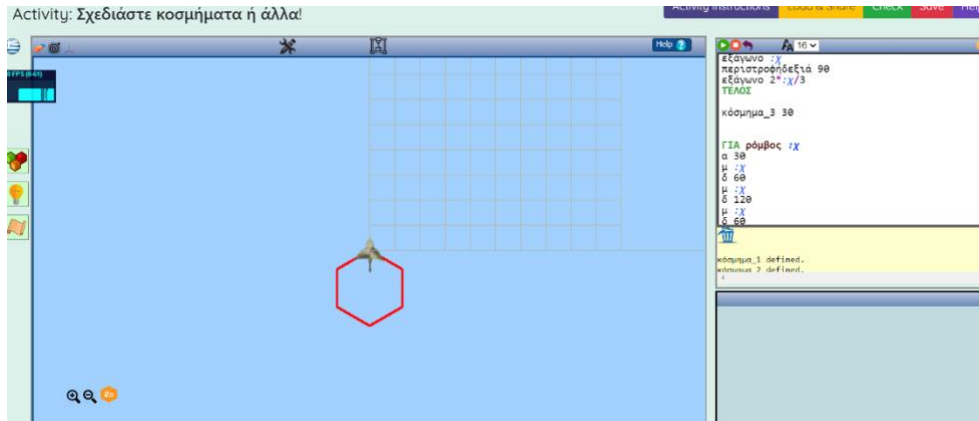 Activity: Σχεδιάστε κοσμήματα ή άλλα!
Activity Instructions
Load & Share
Check
Save
Help
Help ?
16
εξάγωνο :χ
περιστροφήδεξιά 90
εξάγωνο 2*:χ/3
ΤΕΛΟΣ
κόσμημα_3 30
ΓΙΑ ρόμβος :χ
α 30
μ :χ
δ 60
μ :χ
δ 120
μ :χ
δ 60
κόσμημα_1 defined.
κόσμημα_2 defined.